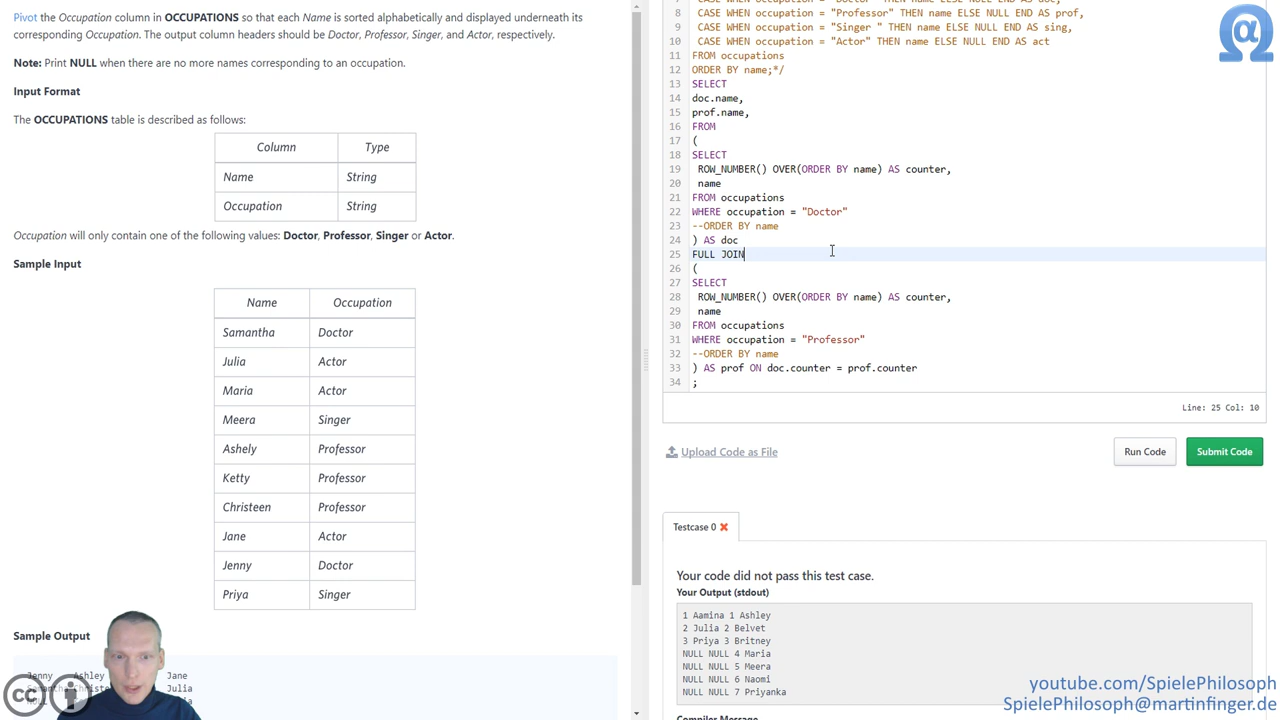 Pivot the Occupation column in OCCUPATIONS so that each Name is sorted alphabetically and displayed underneath its
corresponding Occupation. The output column headers should be Doctor, Professor, Singer, and Actor, respectively.
Note: Print NULL when there are no more names corresponding to an occupation.
Input Format
The OCCUPATIONS table is described as follows:
Column Type
Name String
Occupation String
Occupation will only contain one of the following values: Doctor, Professor, Singer or Actor.
Sample Input
Name Occupation
Samantha Doctor
Julia Actor
Maria Actor
Meera Singer
Ashely Professor
Ketty Professor
Christeen Professor
Jane Actor
Jenny Doctor
Priya Singer
Sample Output
Jenny Ashley Jane
Julia
8 CASE WHEN occupation = "Professor" THEN name ELSE NULL END AS prof,
9 CASE WHEN occupation = "Singer " THEN name ELSE NULL END AS sing,
10 CASE WHEN occupation = "Actor" THEN name ELSE NULL END AS act
11 FROM occupations
12 ORDER BY name;*/
13 SELECT
14 doc.name,
15 prof.name,
16 FROM
17 (
18 SELECT
19 ROW_NUMBER() OVER(ORDER BY name) AS counter,
20 name
21 FROM occupations
22 WHERE occupation = "Doctor"
23 --ORDER BY name
24 ) AS doc
25 FULL JOIN
26 (
27 SELECT
28 ROW_NUMBER() OVER(ORDER BY name) AS counter,
29 name
30 FROM occupations
31 WHERE occupation = "Professor"
32 --ORDER BY name
33 ) AS prof ON doc.counter = prof.counter
34 ;
Line: 25 Col: 10
Upload Code as File
Run Code
Submit Code
Testcase 0
Your code did not pass this test case.
Your Output (stdout)
1 Aamina 1 Ashley
2 Julia 2 Belvet
3 Priya 3 Britney
NULL NULL 4 Maria
NULL NULL 5 Meera
NULL NULL 6 Naomi
NULL NULL 7 Priyanka
Compiler Message
youtube.com/SpielePhilosoph
SpielePhilosoph@martinfinger.de
cc